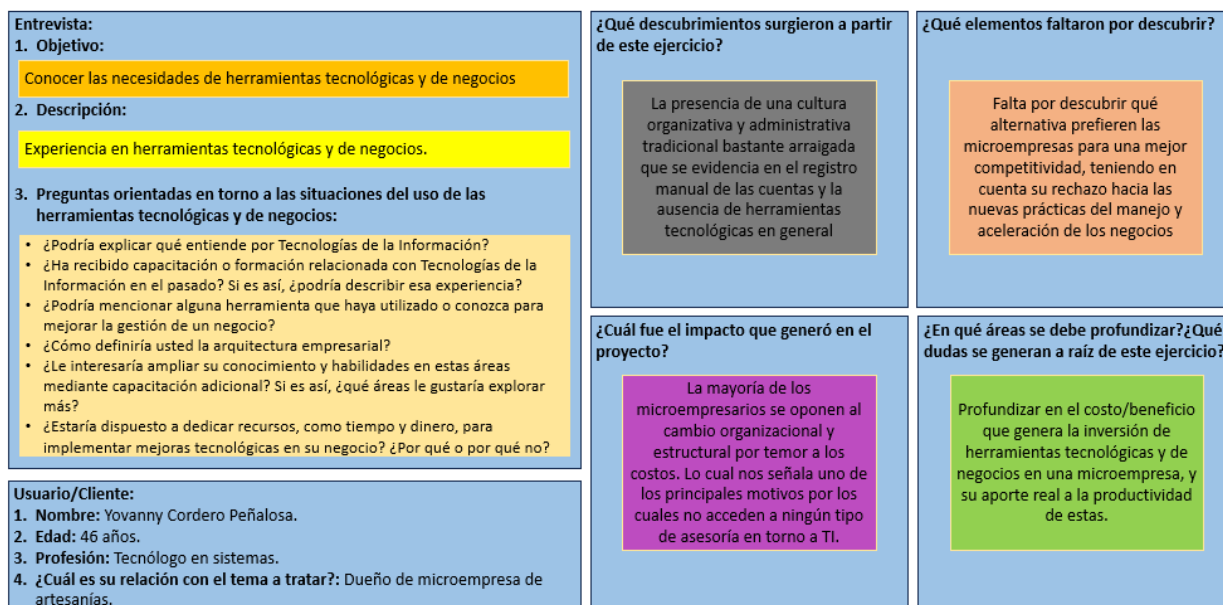 Entrevista:
1. Objetivo:
Conocer las necesidades de herramientas tecnológicas y de negocios
2. Descripción:
Experiencia en herramientas tecnológicas y de negocios.
3. Preguntas orientadas en torno a las situaciones del uso de las
herramientas tecnológicas y de negocios:
• ¿Podría explicar qué entiende por Tecnologías de la Información?
• ¿Ha recibido capacitación o formación relacionada con Tecnologías de la
Información en el pasado? Si es así, ¿podría describir esa experiencia?
• ¿Podría mencionar alguna herramienta que haya utilizado o conozca para
mejorar la gestión de un negocio?
• ¿Cómo definiría usted la arquitectura empresarial?
• ¿Le interesaría ampliar su conocimiento y habilidades en estas áreas
mediante capacitación adicional? Si es así, ¿qué áreas le gustaría explorar
más?
• ¿Estaría dispuesto a dedicar recursos, como tiempo y dinero, para
implementar mejoras tecnológicas en su negocio? ¿Por qué o por qué no?
Usuario/Cliente:
1. Nombre: Yovanny Cordero Peñalosa.
2. Edad: 46 años.
3. Profesión: Tecnólogo en sistemas.
4. ¿Cuál es su relación con el tema a tratar?: Dueño de microempresa de
artesanías.
¿Qué descubrimientos surgieron a partir
de este ejercicio?
La presencia de una cultura
organizativa y administrativa
tradicional bastante arraigada
que se evidencia en el registro
manual de las cuentas y la
ausencia de herramientas
tecnológicas en general
¿Qué elementos faltaron por descubrir?
Falta por descubrir qué
alternativa prefieren las
microempresas para una mejor
competitividad, teniendo en
cuenta su rechazo hacia las
nuevas prácticas del manejo y
aceleración de los negocios
¿Cuál fue el impacto que generó en el
proyecto?
La mayoría de los
microempresarios se oponen al
cambio organizacional y
estructural por temor a los
costos. Lo cual nos señala uno de
los principales motivos por los
cuales no acceden a ningún tipo
de asesoría en torno a TI.
¿En qué áreas se debe profundizar?¿Qué
dudas se generan a raíz de este ejercicio?
Profundizar en el costo/beneficio
que genera la inversión de
herramientas tecnológicas y de
negocios en una microempresa, y
su aporte real a la productividad
de estas.